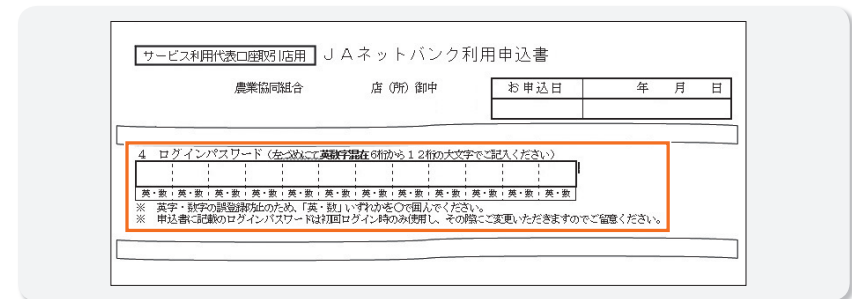 サービス利用代表口座取引店用 JAネットバンク利用申込書
農業協同組合 店(所)御中
お申込日 年 月 日
4 ログインパスワード(左づめにて英数字混在6桁から12桁の大文字でご記入ください)
英・数 英・数 英・数 英・数 英・数 英・数 英・数 英・数 英・数 英・数 英・数 英・数
※ 英字・数字の誤登録防止のため、「英・数」いずれかを○で囲んでください。
※ 申込書に記載のログインパスワードは初回ログイン時のみ使用し、その際にご変更いただきますのでご留意ください。